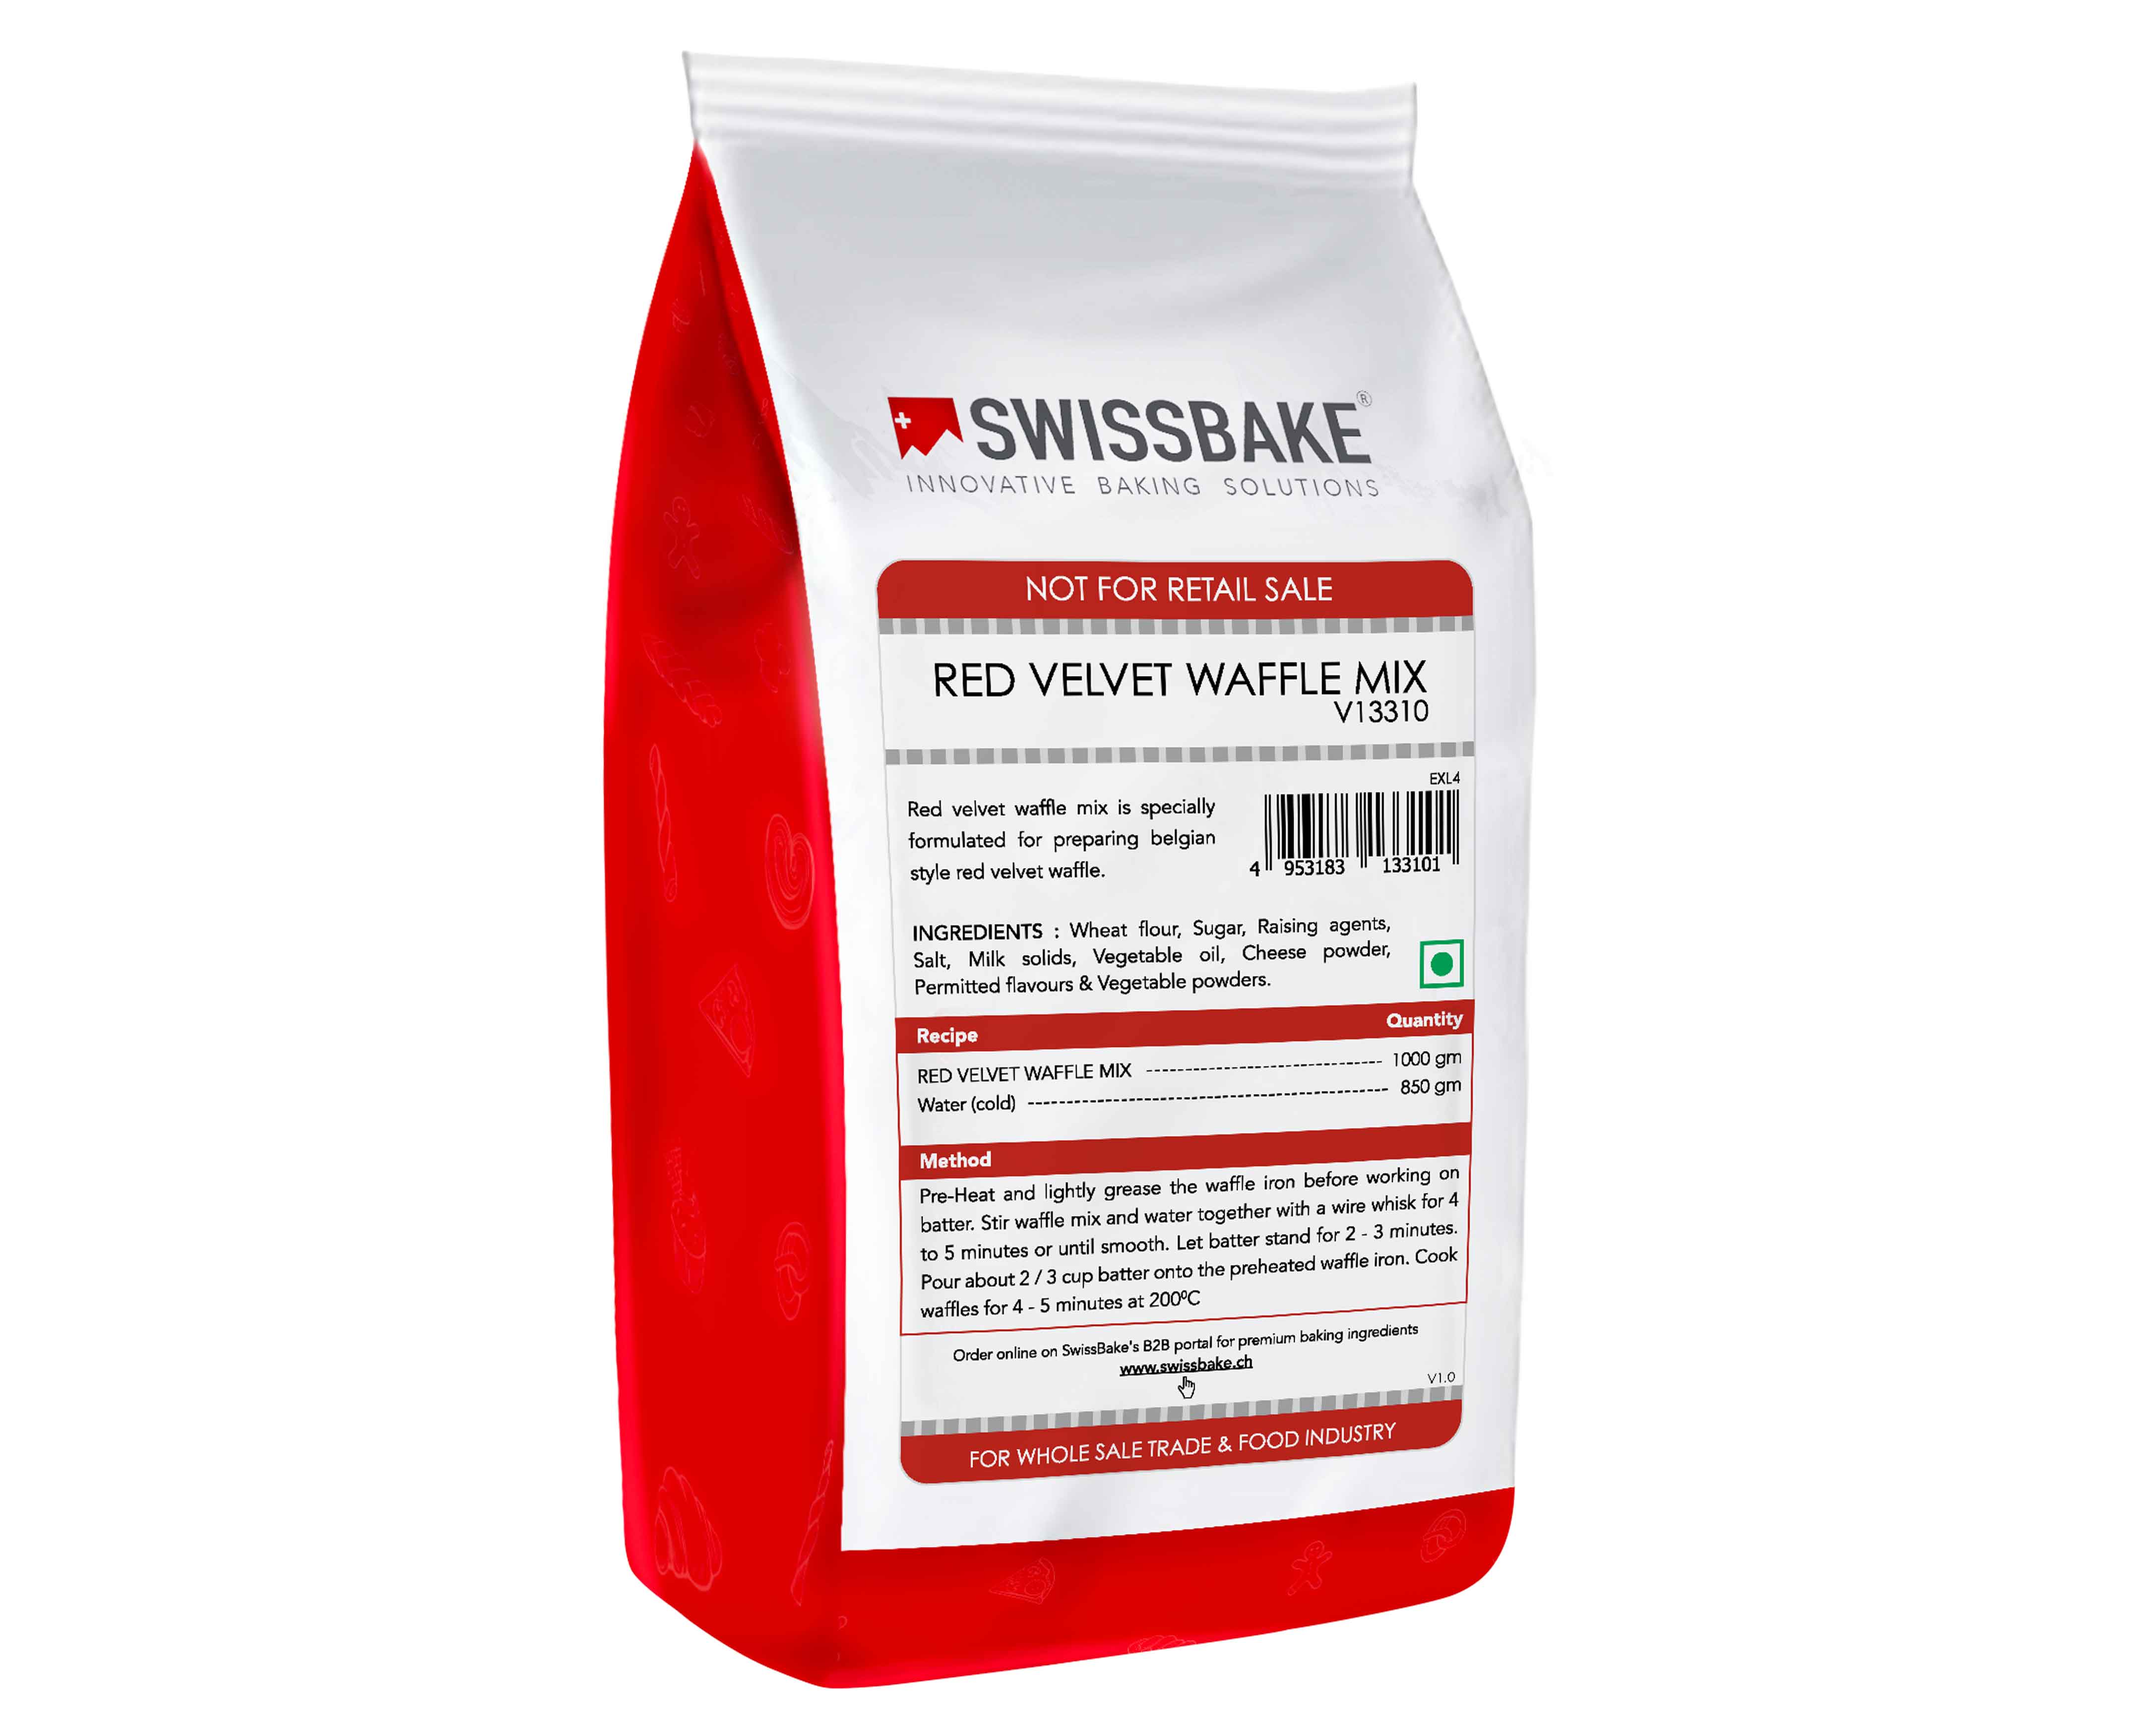 SWISSBAKE®
INNOVATIVE BAKING SOLUTIONS
NOT FOR RETAIL SALE
RED VELVET WAFFLE MIX
V13310
EXL4
Red velvet waffle mix is specially
formulated for preparing belgian
style red velvet waffle.
4 953183 133101
INGREDIENTS : Wheat flour, Sugar, Raising agents,
Salt, Milk solids, Vegetable oil, Cheese powder,
Permitted flavours & Vegetable powders.
Recipe Quantity
RED VELVET WAFFLE MIX ------------------------------ 1000 gm
Water (cold) ---------------------------------------------- 850 gm
Method
Pre-Heat and lightly grease the waffle iron before working on
batter. Stir waffle mix and water together with a wire whisk for 4
to 5 minutes or until smooth. Let batter stand for 2 - 3 minutes.
Pour about 2 / 3 cup batter onto the preheated waffle iron. Cook
waffles for 4 - 5 minutes at 200ºC
Order online on SwissBake's B2B portal for premium baking ingredients
www.swissbake.ch
V1.0
FOR WHOLE SALE TRADE & FOOD INDUSTRY